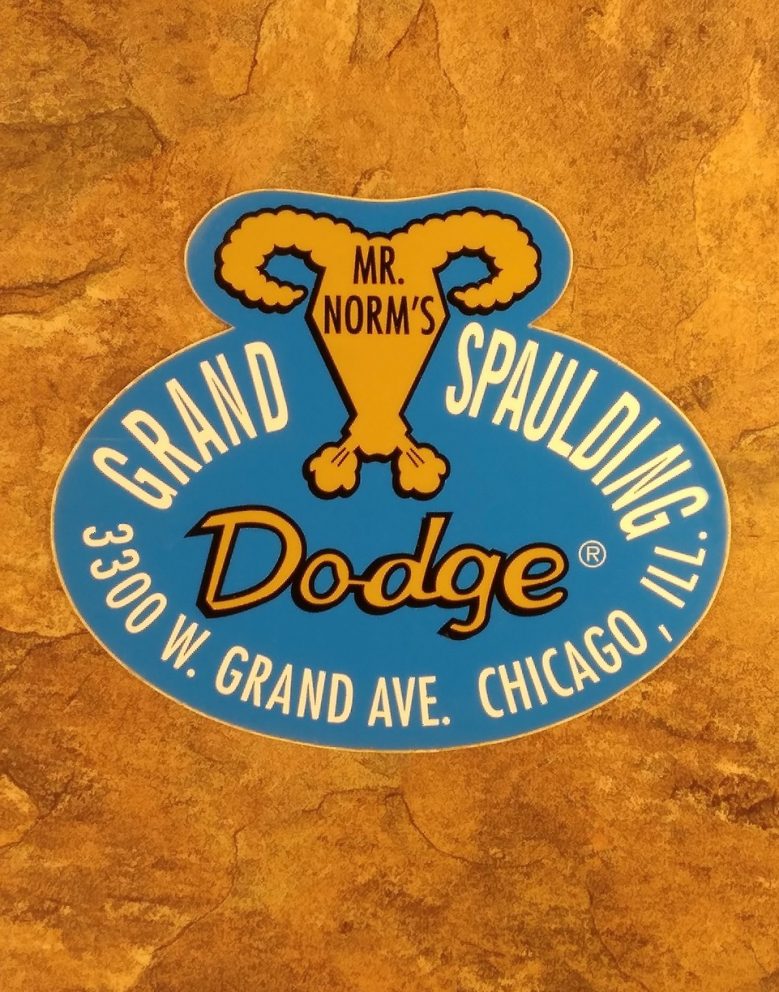 MR.
NORM'S
GRAND SPAULDING
Dodge ®
3300 W. GRAND AVE. CHICAGO, ILL.